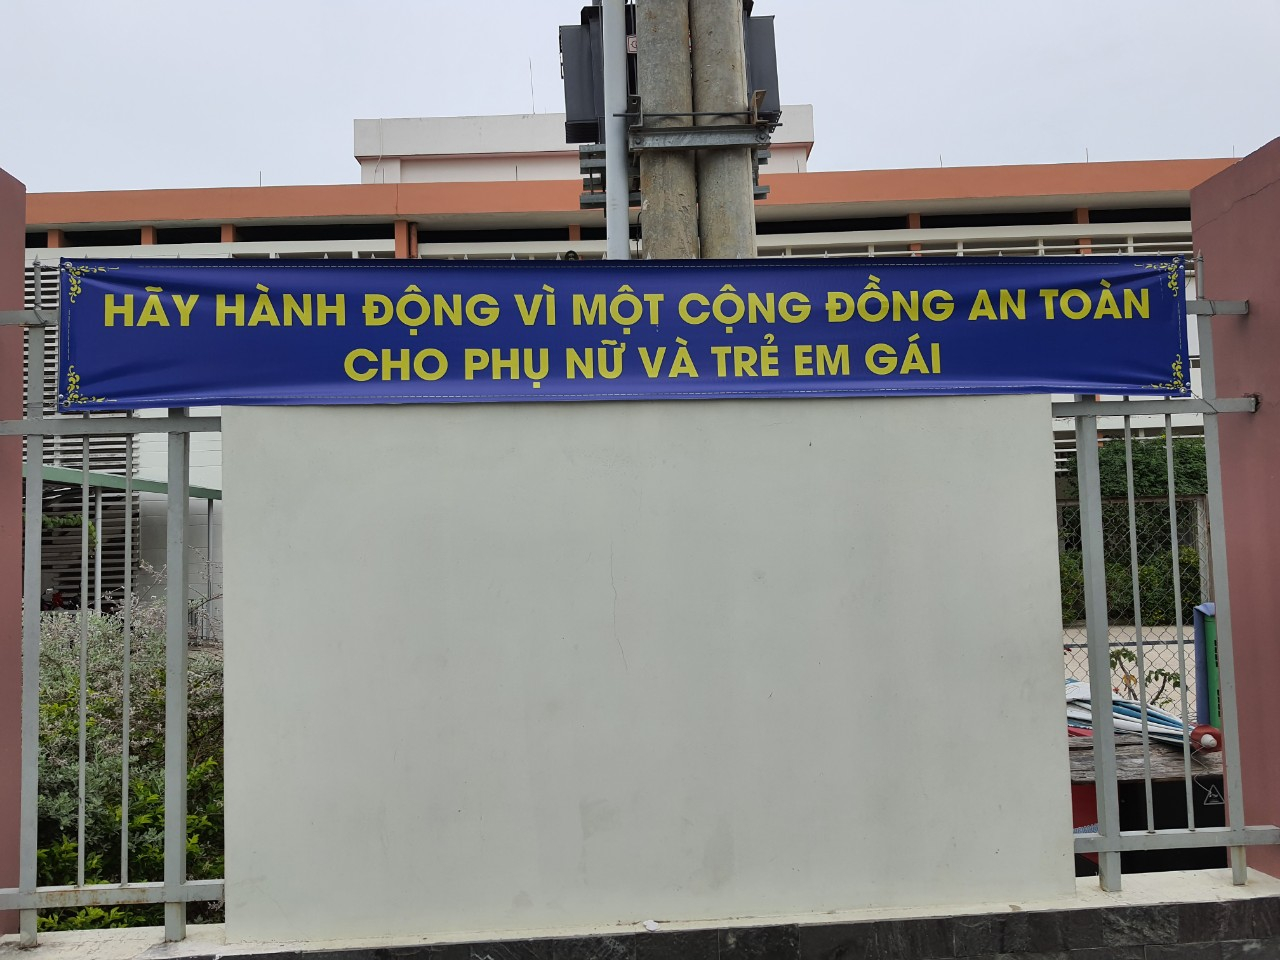 HÃY HÀNH ĐỘNG VÌ MỘT CỘNG ĐỒNG AN TOÀN
CHO PHỤ NỮ VÀ TRẺ EM GÁI